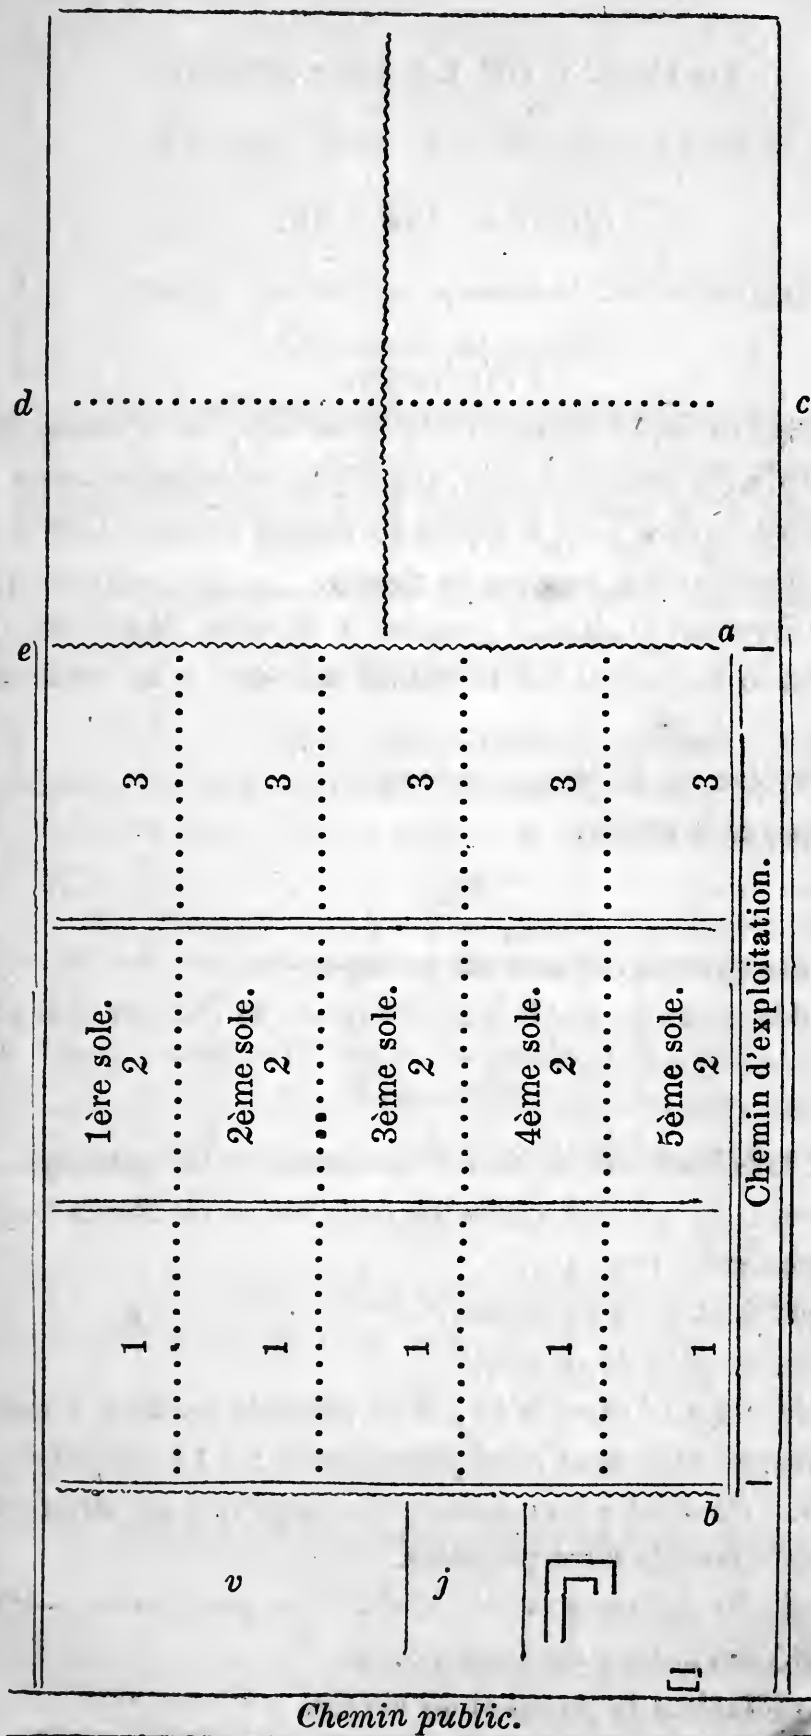 d c
e a
3 3 3 3 3
1ère sole. 2ème sole. 3ème sole. 4ème sole. 5ème sole.
2 2 2 2 2
Chemin d'exploitation.
1 1 1 1 1
b
v j
Chemin public.